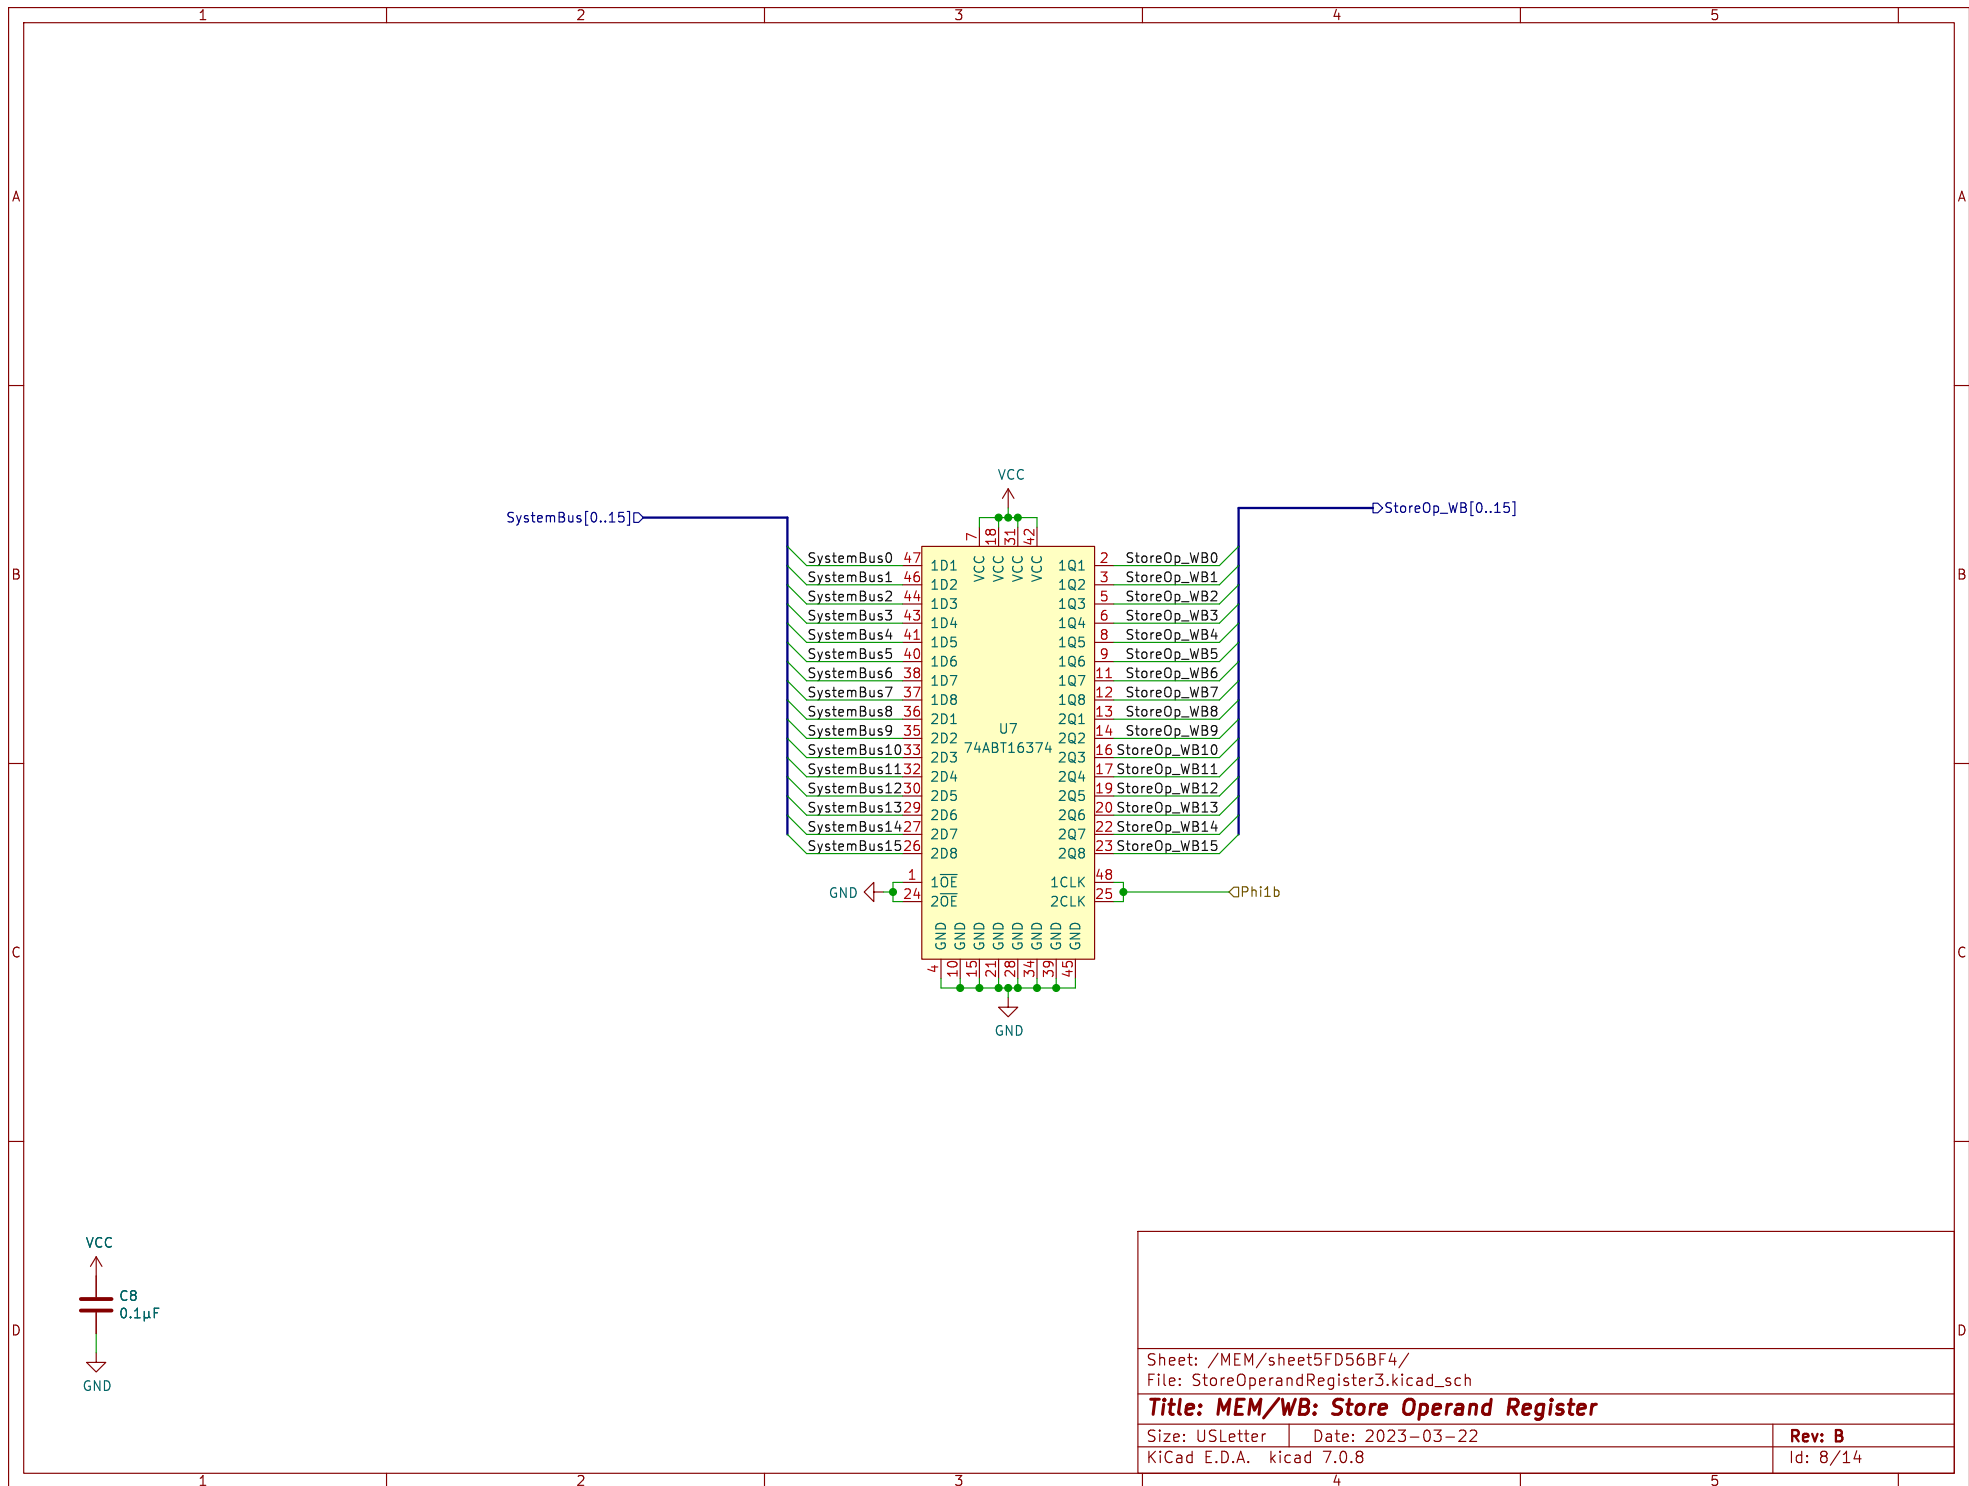 1 2 3 4 5
A A
VCC
SystemBus[0..15] StoreOp_WB[0..15]
7 18 31 42
VCC VCC VCC VCC
SystemBus0 47 1D1 1Q1 2 StoreOp_WB0
B B
SystemBus1 46 1D2 1Q2 3 StoreOp_WB1
SystemBus2 44 1D3 1Q3 5 StoreOp_WB2
SystemBus3 43 1D4 1Q4 6 StoreOp_WB3
SystemBus4 41 1D5 1Q5 8 StoreOp_WB4
SystemBus5 40 1D6 1Q6 9 StoreOp_WB5
SystemBus6 38 1D7 1Q7 11 StoreOp_WB6
SystemBus7 37 1D8 1Q8 12 StoreOp_WB7
SystemBus8 36 2D1 2Q1 13 StoreOp_WB8
U7
SystemBus9 35 2D2 2Q2 14 StoreOp_WB9
74ABT16374
SystemBus10 33 2D3 2Q3 16 StoreOp_WB10
SystemBus11 32 2D4 2Q4 17 StoreOp_WB11
SystemBus12 30 2D5 2Q5 19 StoreOp_WB12
SystemBus13 29 2D6 2Q6 20 StoreOp_WB13
SystemBus14 27 2D7 2Q7 22 StoreOp_WB14
SystemBus15 26 2D8 2Q8 23 StoreOp_WB15
1 1OE 1CLK 48
GND Phi1b
24 2OE 2CLK 25
GND GND GND GND GND GND GND GND
C C
4 10 15 21 28 34 39 45
GND
VCC
C8
0.1µF
D D
GND
Sheet: /MEM/sheet5FD56BF4/
File: StoreOperandRegister3.kicad_sch
Title: MEM/WB: Store Operand Register
Size: USLetter Date: 2023-03-22 Rev: B
KiCad E.D.A. kicad 7.0.8 Id: 8/14
1 2 3 4 5